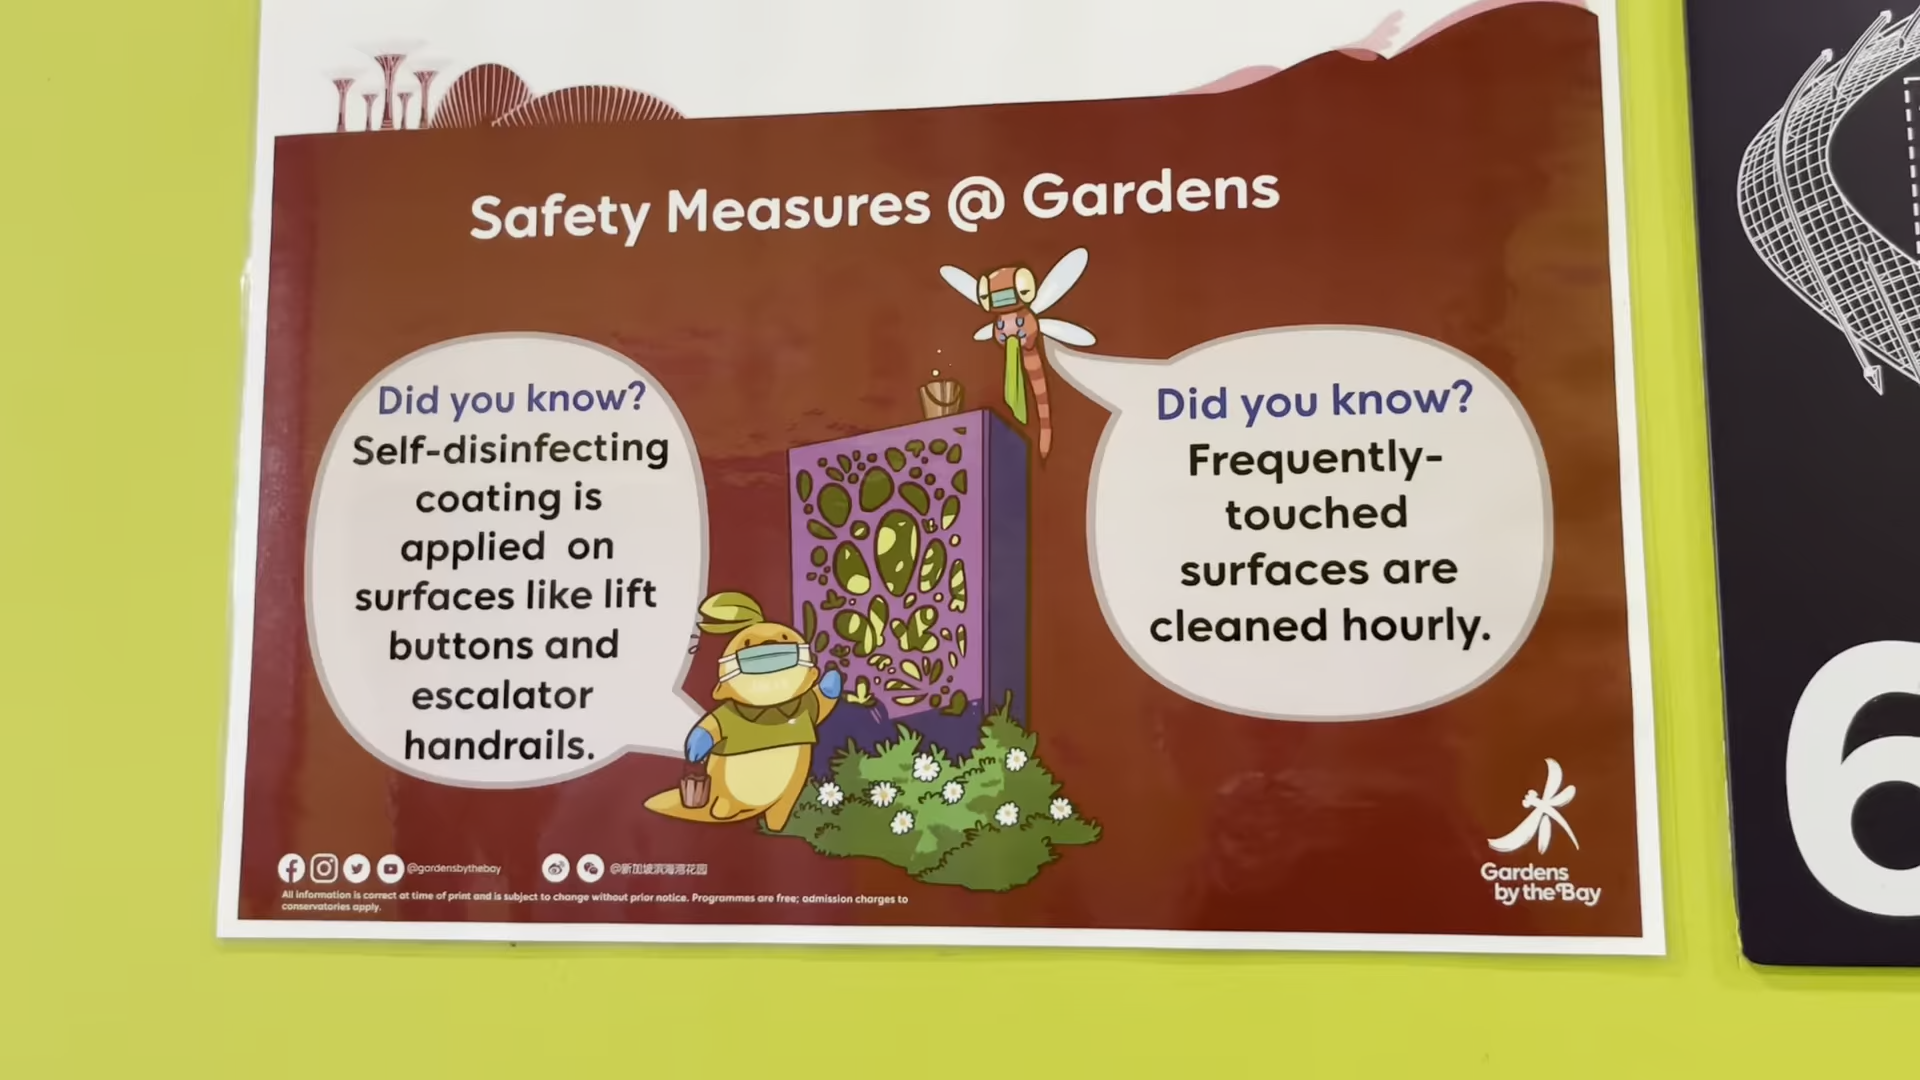 Safety Measures @ Gardens
Did you know?
Self-disinfecting
coating is
applied on
surfaces like lift
buttons and
escalator
handrails.
Did you know?
Frequently-
touched
surfaces are
cleaned hourly.
@gardensbythebay
@新加坡滨海湾花园
All information is correct at time of print and is subject to change without prior notice. Programmes are free; admission charges to
conservatories apply.
Gardens
by the Bay
6